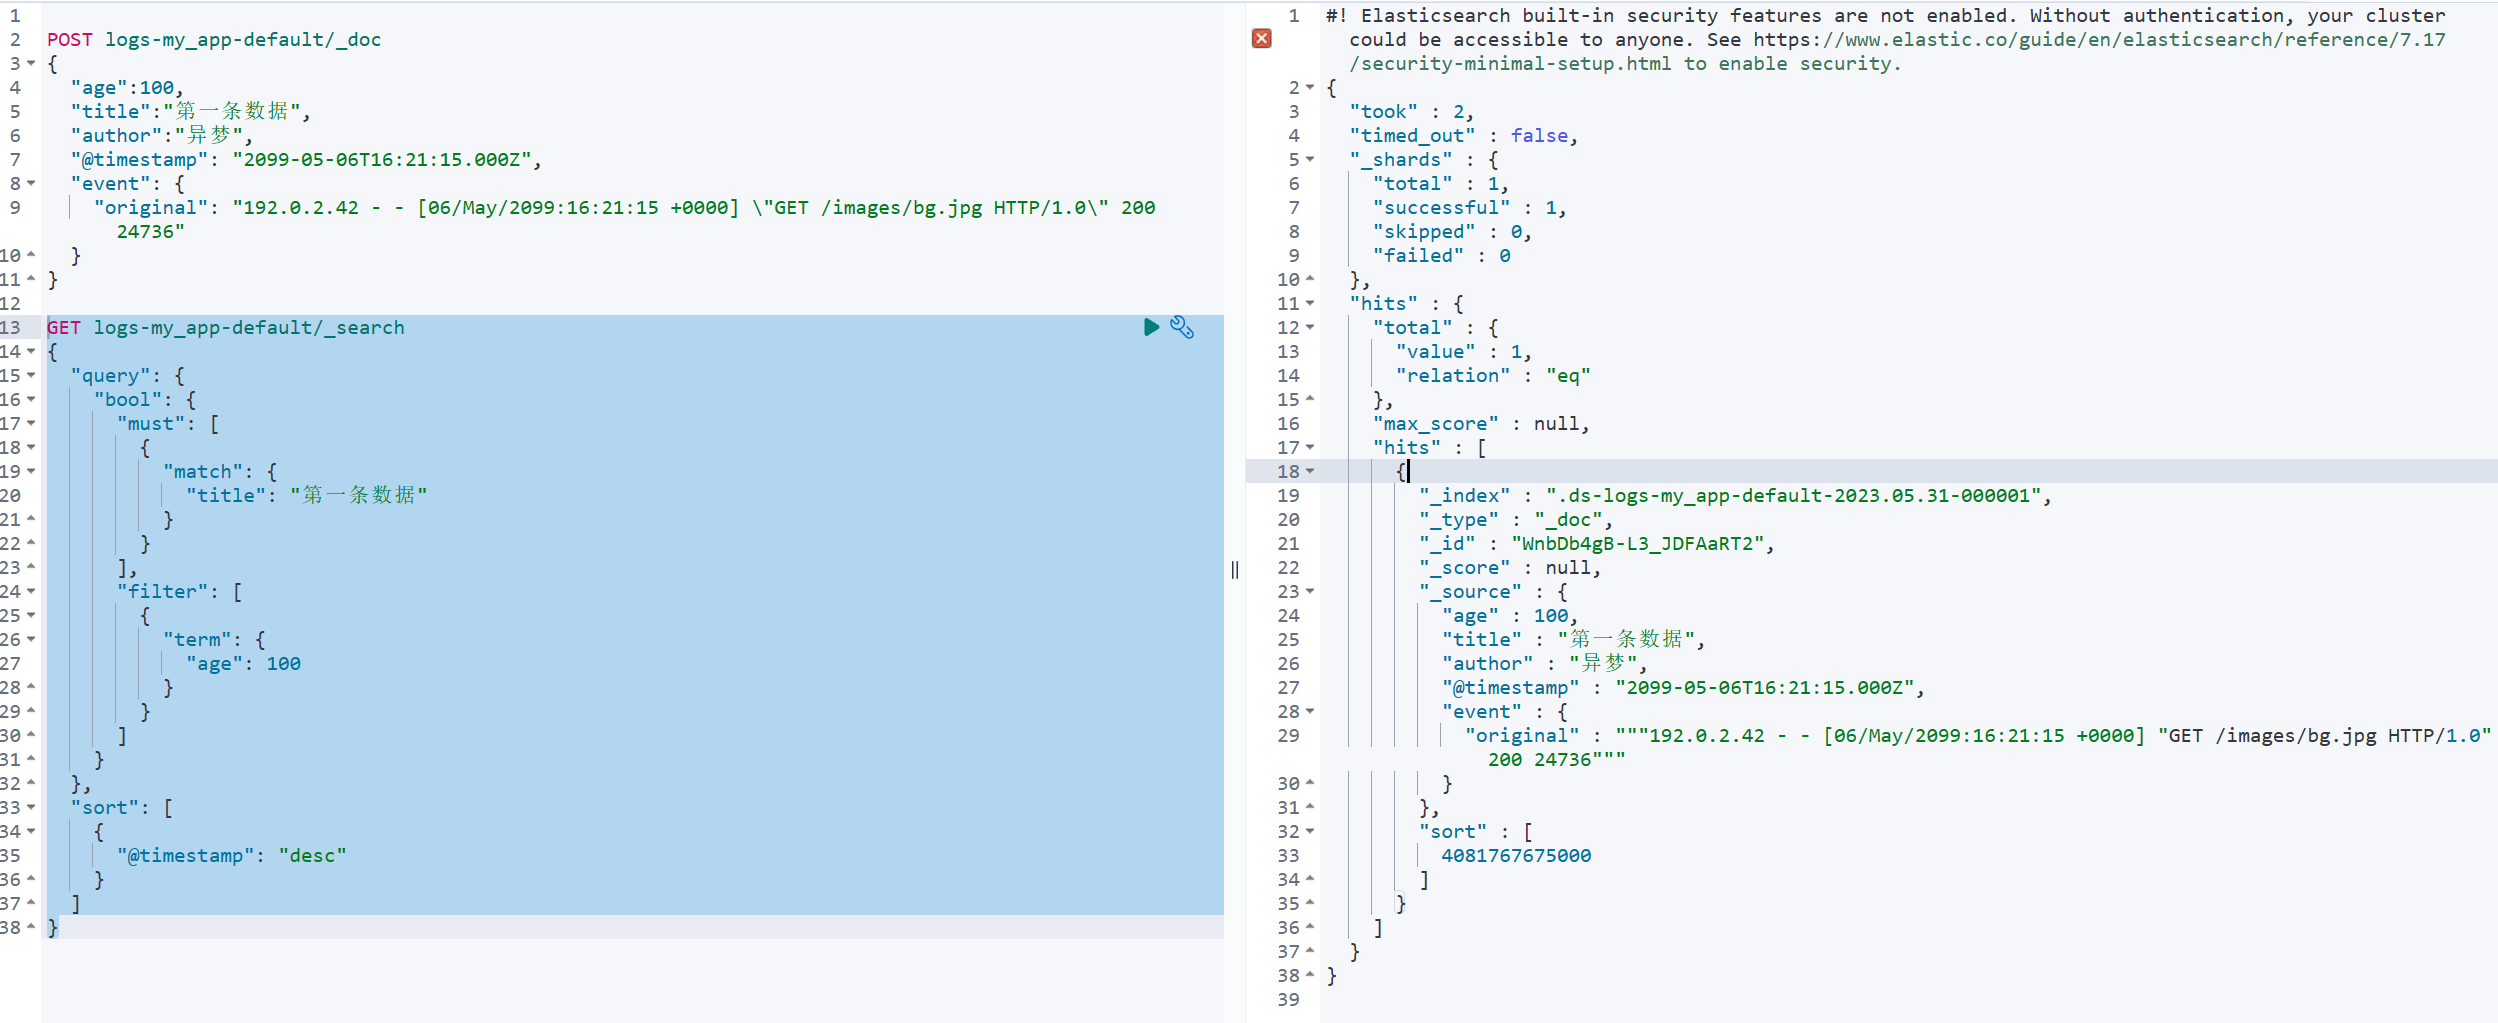 1
2 POST logs-my_app-default/_doc
3 {
4 "age":100,
5 "title":"第一条数据",
6 "author":"异梦",
7 "@timestamp": "2099-05-06T16:21:15.000Z",
8 "event": {
9 "original": "192.0.2.42 - - [06/May/2099:16:21:15 +0000] \"GET /images/bg.jpg HTTP/1.0\" 200
24736"
10 }
11 }
12
13 GET logs-my_app-default/_search
14 {
15 "query": {
16 "bool": {
17 "must": [
18 {
19 "match": {
20 "title": "第一条数据"
21 }
22 }
23 ],
24 "filter": [
25 {
26 "term": {
27 "age": 100
28 }
29 }
30 ]
31 }
32 },
33 "sort": [
34 {
35 "@timestamp": "desc"
36 }
37 ]
38 }
1 #! Elasticsearch built-in security features are not enabled. Without authentication, your cluster
could be accessible to anyone. See https://www.elastic.co/guide/en/elasticsearch/reference/7.17
/security-minimal-setup.html to enable security.
2 {
3 "took" : 2,
4 "timed_out" : false,
5 "_shards" : {
6 "total" : 1,
7 "successful" : 1,
8 "skipped" : 0,
9 "failed" : 0
10 },
11 "hits" : {
12 "total" : {
13 "value" : 1,
14 "relation" : "eq"
15 },
16 "max_score" : null,
17 "hits" : [
18 {
19 "_index" : ".ds-logs-my_app-default-2023.05.31-000001",
20 "_type" : "_doc",
21 "_id" : "WnbDb4gB-L3_JDFAaRT2",
22 "_score" : null,
23 "_source" : {
24 "age" : 100,
25 "title" : "第一条数据",
26 "author" : "异梦",
27 "@timestamp" : "2099-05-06T16:21:15.000Z",
28 "event" : {
29 "original" : """192.0.2.42 - - [06/May/2099:16:21:15 +0000] "GET /images/bg.jpg HTTP/1.0"
200 24736"""
30 }
31 },
32 "sort" : [
33 4081767675000
34 ]
35 }
36 ]
37 }
38 }
39